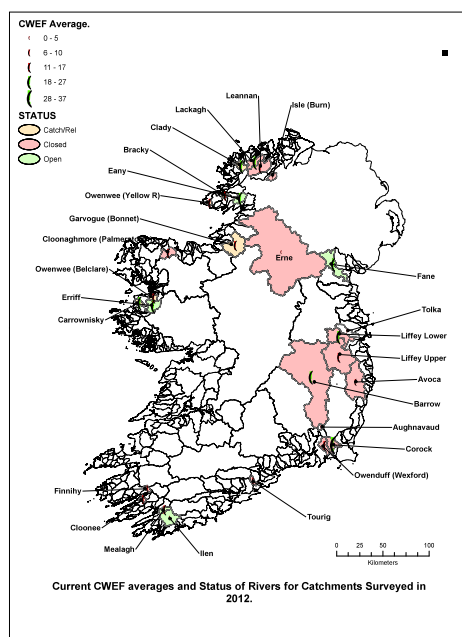 CWEF Average.
0 - 5
6 - 10
11 - 17
18 - 27
28 - 37
STATUS
Catch/Rel
Closed
Open
Leannan
Lackagh
Isle (Burn)
Clady
Bracky
Eany
Owenwee (Yellow R)
Garvogue (Bonnet)
Cloonaghmore (Palmerston)
Erne
Owenwee (Belclare)
Fane
Erriff
Carrownisky
Tolka
Liffey Lower
Liffey Upper
Avoca
Barrow
Aughnavaud
Corock
Owenduff (Wexford)
Finnihy
Tourig
Cloonee
Mealagh
Ilen
0 25 50 100
Kilometers
Current CWEF averages and Status of Rivers for Catchments Surveyed in
2012.